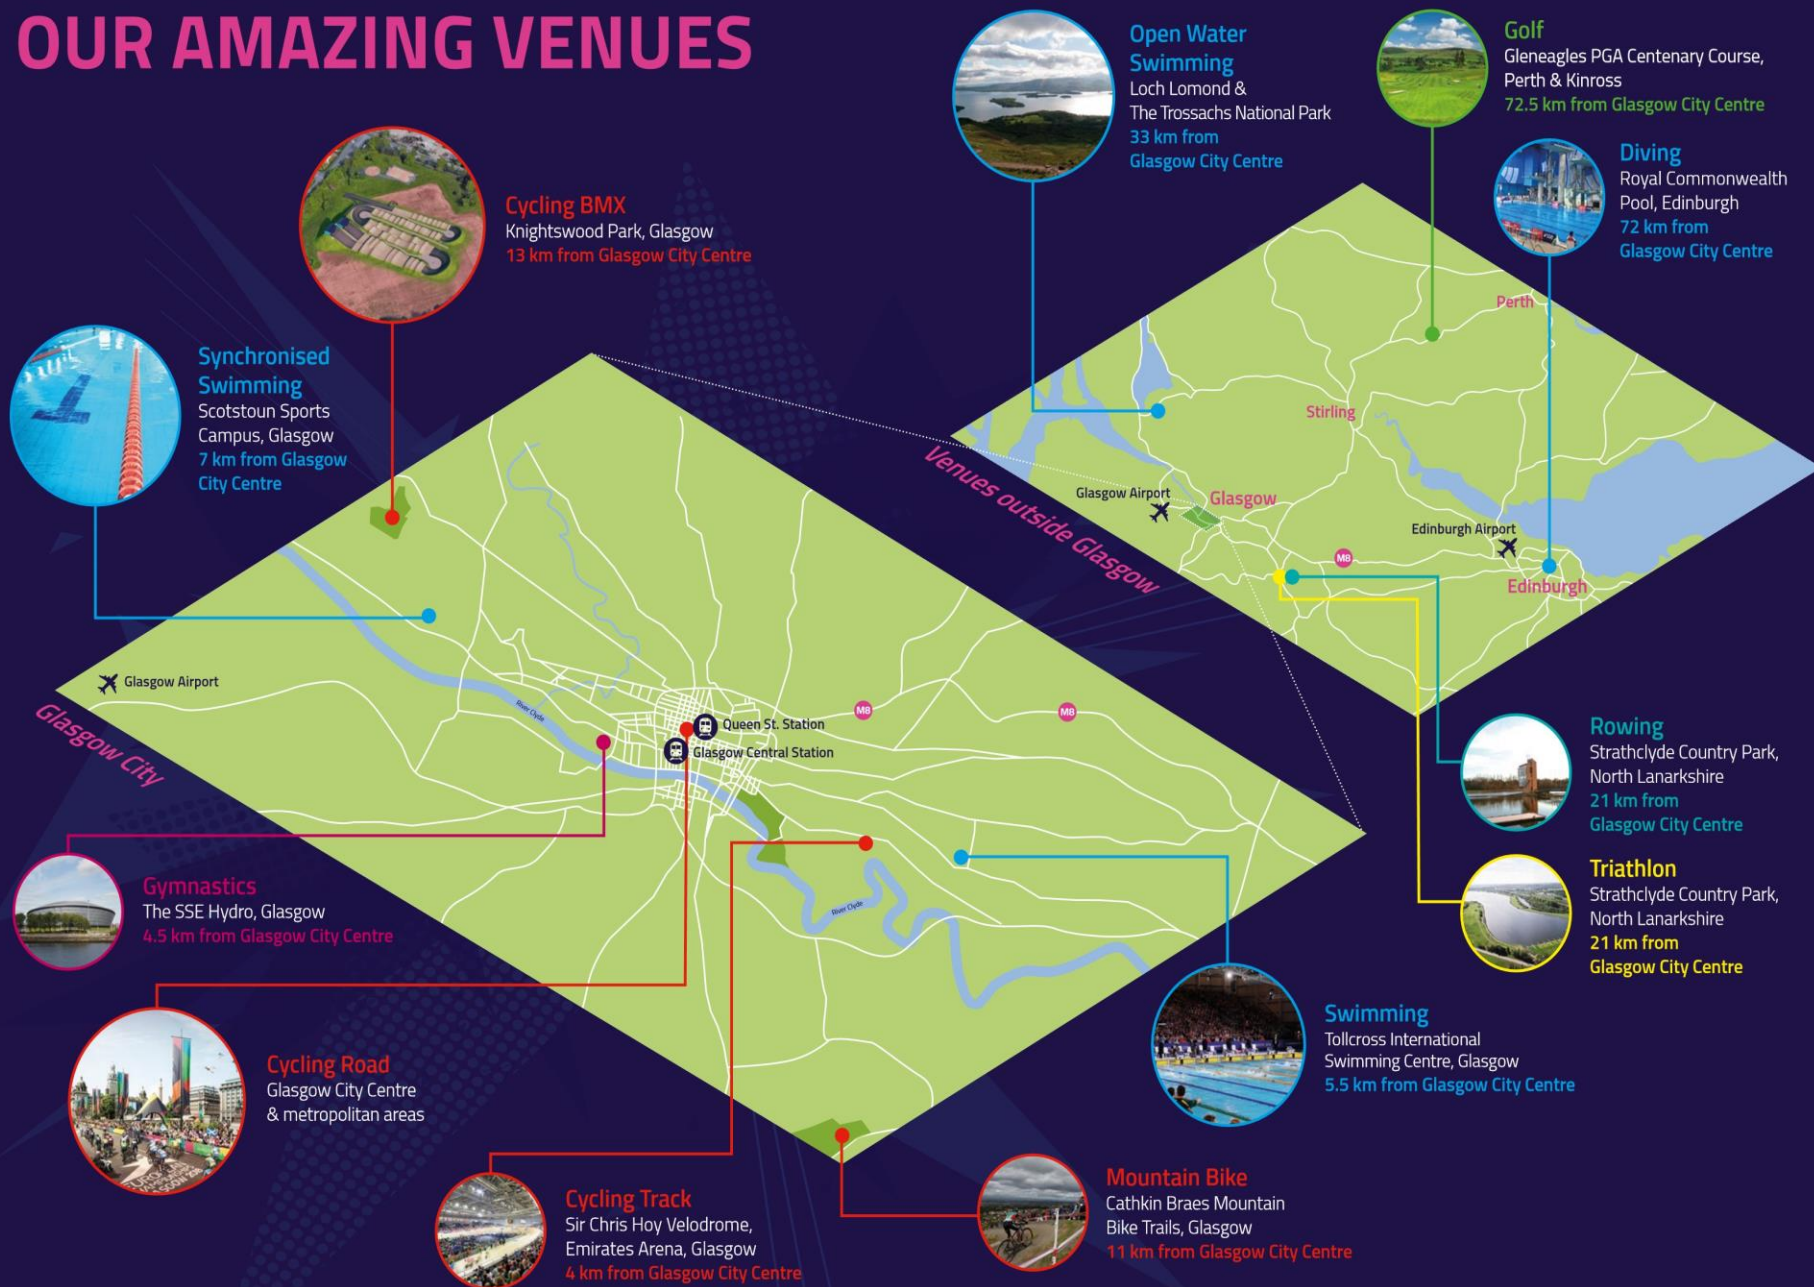 OUR AMAZING VENUES
Open Water
Swimming
Loch Lomond &
The Trossachs National Park
33 km from
Glasgow City Centre
Golf
Gleneagles PGA Centenary Course,
Perth & Kinross
72.5 km from Glasgow City Centre
Diving
Royal Commonwealth
Pool, Edinburgh
72 km from
Glasgow City Centre
Cycling BMX
Knightswood Park, Glasgow
13 km from Glasgow City Centre
Synchronised
Swimming
Scotstoun Sports
Campus, Glasgow
7 km from Glasgow
City Centre
Perth
Stirling
Venues outside Glasgow
Glasgow Airport
Glasgow
Edinburgh Airport
M8
Edinburgh
Glasgow Airport
Glasgow City
River Clyde
M8
M8
Queen St. Station
Glasgow Central Station
River Clyde
Rowing
Strathclyde Country Park,
North Lanarkshire
21 km from
Glasgow City Centre
Triathlon
Strathclyde Country Park,
North Lanarkshire
21 km from
Glasgow City Centre
Gymnastics
The SSE Hydro, Glasgow
4.5 km from Glasgow City Centre
Swimming
Tollcross International
Swimming Centre, Glasgow
5.5 km from Glasgow City Centre
Cycling Road
Glasgow City Centre
& metropolitan areas
Cycling Track
Sir Chris Hoy Velodrome,
Emirates Arena, Glasgow
4 km from Glasgow City Centre
Mountain Bike
Cathkin Braes Mountain
Bike Trails, Glasgow
11 km from Glasgow City Centre